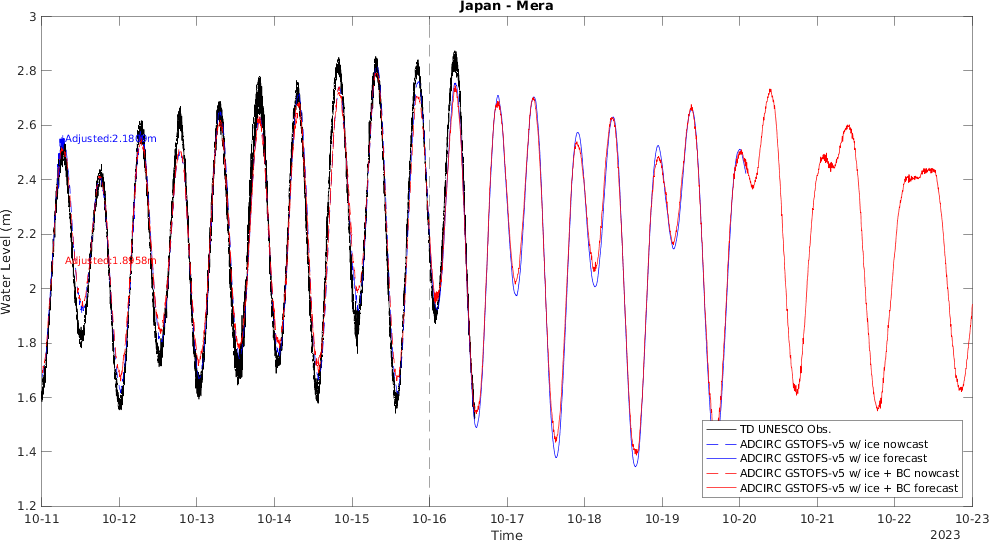 Japan - Mera
3
2.8
2.6
2.4
2.2
2
1.8
1.6
1.4
1.2
Water Level (m)
Adjusted:2.1869m
Adjusted:1.8958m
TD UNESCO Obs.
ADCIRC GSTOFS-v5 w/ ice nowcast
ADCIRC GSTOFS-v5 w/ ice forecast
ADCIRC GSTOFS-v5 w/ ice + BC nowcast
ADCIRC GSTOFS-v5 w/ ice + BC forecast
10-11 10-12 10-13 10-14 10-15 10-16 10-17 10-18 10-19 10-20 10-21 10-22 10-23
Time
2023